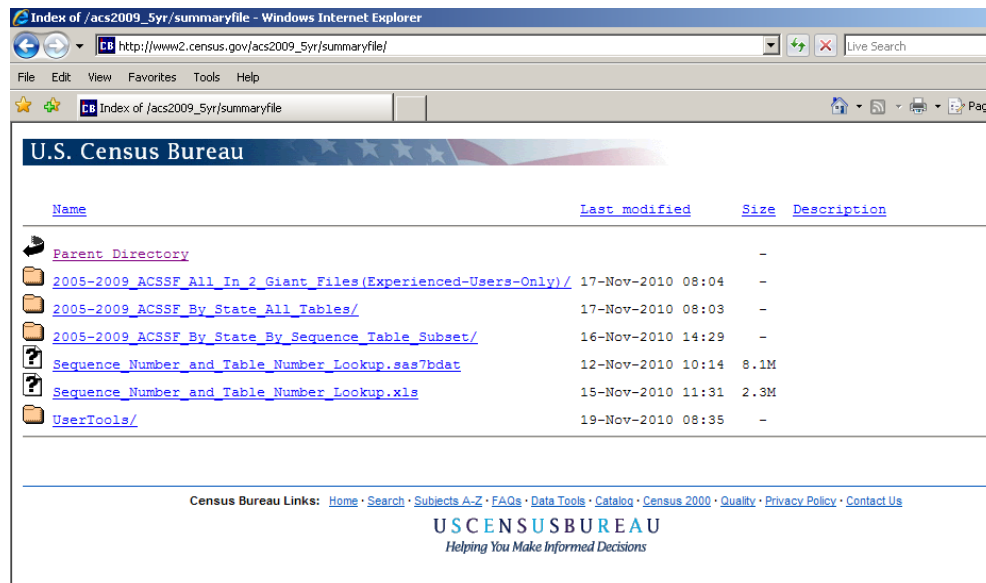 Index of /acs2009_5yr/summaryfile - Windows Internet Explorer
CB http://www2.census.gov/acs2009_5yr/summaryfile/ Live Search
File Edit View Favorites Tools Help
CB Index of /acs2009_5yr/summaryfile Pag
U.S. Census Bureau
Name Last modified Size Description
Parent Directory -
2005-2009_ACSSF_All_In_2_Giant_Files(Experienced-Users-Only)/ 17-Nov-2010 08:04 -
2005-2009_ACSSF_By_State_All_Tables/ 17-Nov-2010 08:03 -
2005-2009_ACSSF_By_State_By_Sequence_Table_Subset/ 16-Nov-2010 14:29 -
Sequence_Number_and_Table_Number_Lookup.sas7bdat 12-Nov-2010 10:14 8.1M
Sequence_Number_and_Table_Number_Lookup.xls 15-Nov-2010 11:31 2.3M
UserTools/ 19-Nov-2010 08:35 -
Census Bureau Links: Home · Search · Subjects A-Z · FAQs · Data Tools · Catalog · Census 2000 · Quality · Privacy Policy · Contact Us
USCENSUSBUREAU
Helping You Make Informed Decisions